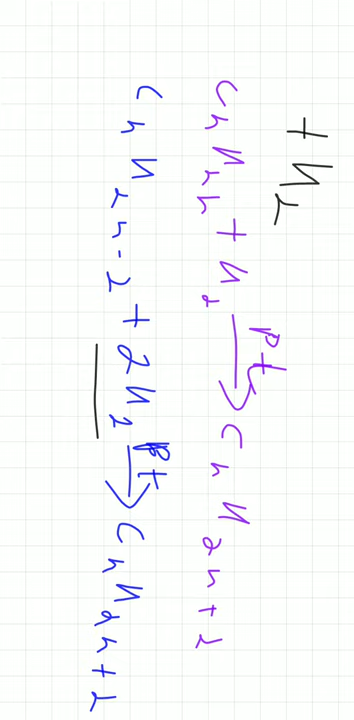 +H₂
CₙH₂ₙ + H₂ →Pt CₙH₂ₙ₊₂
CₙH₂ₙ₋₂ + 2H₂ →Pt CₙH₂ₙ₊₂